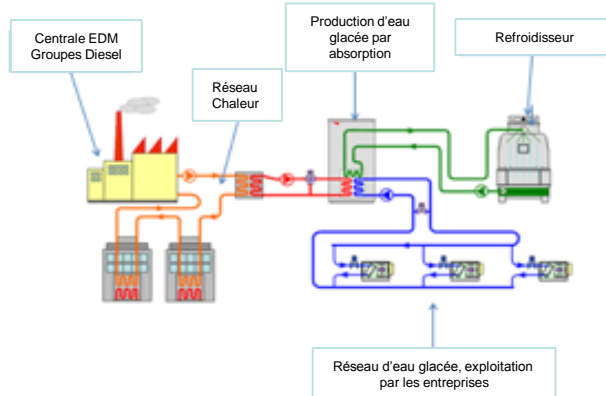 Centrale EDM
Groupes Diesel
Réseau
Chaleur
Production d'eau
glacée par
absorption
Refroidisseur
Réseau d'eau glacée, exploitation
par les entreprises